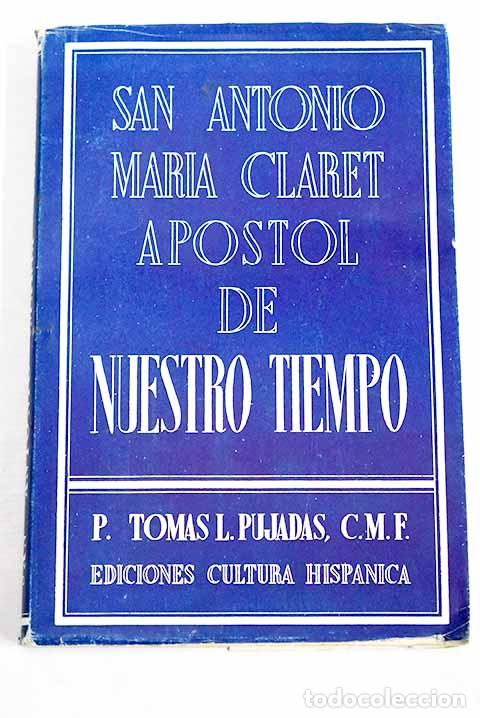 SAN ANTONIO
MARIA CLARET
APOSTOL
DE
NUESTRO TIEMPO
P. TOMAS L. PUJADAS, C.M.F.
EDICIONES CULTURA HISPANICA
todocoleccion